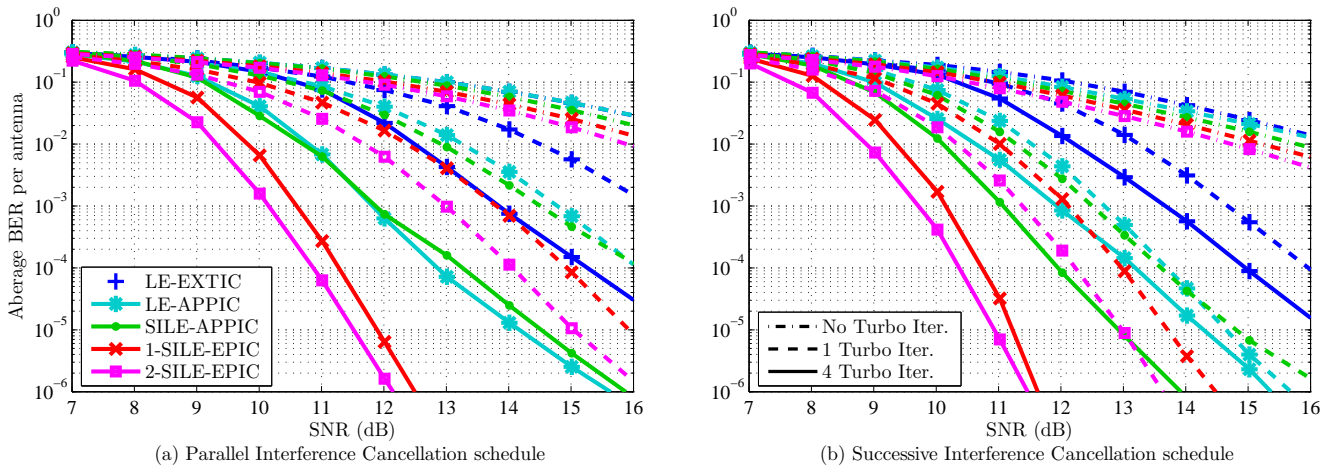 Aberage BER per antenna
10^0
10^-1
10^-2
10^-3
10^-4
10^-5
10^-6
LE-EXTIC
LE-APPIC
SILE-APPIC
1-SILE-EPIC
2-SILE-EPIC
7 8 9 10 11 12 13 14 15 16
SNR (dB)
(a) Parallel Interference Cancellation schedule
10^0
10^-1
10^-2
10^-3
10^-4
10^-5
10^-6
No Turbo Iter.
1 Turbo Iter.
4 Turbo Iter.
7 8 9 10 11 12 13 14 15 16
SNR (dB)
(b) Successive Interference Cancellation schedule